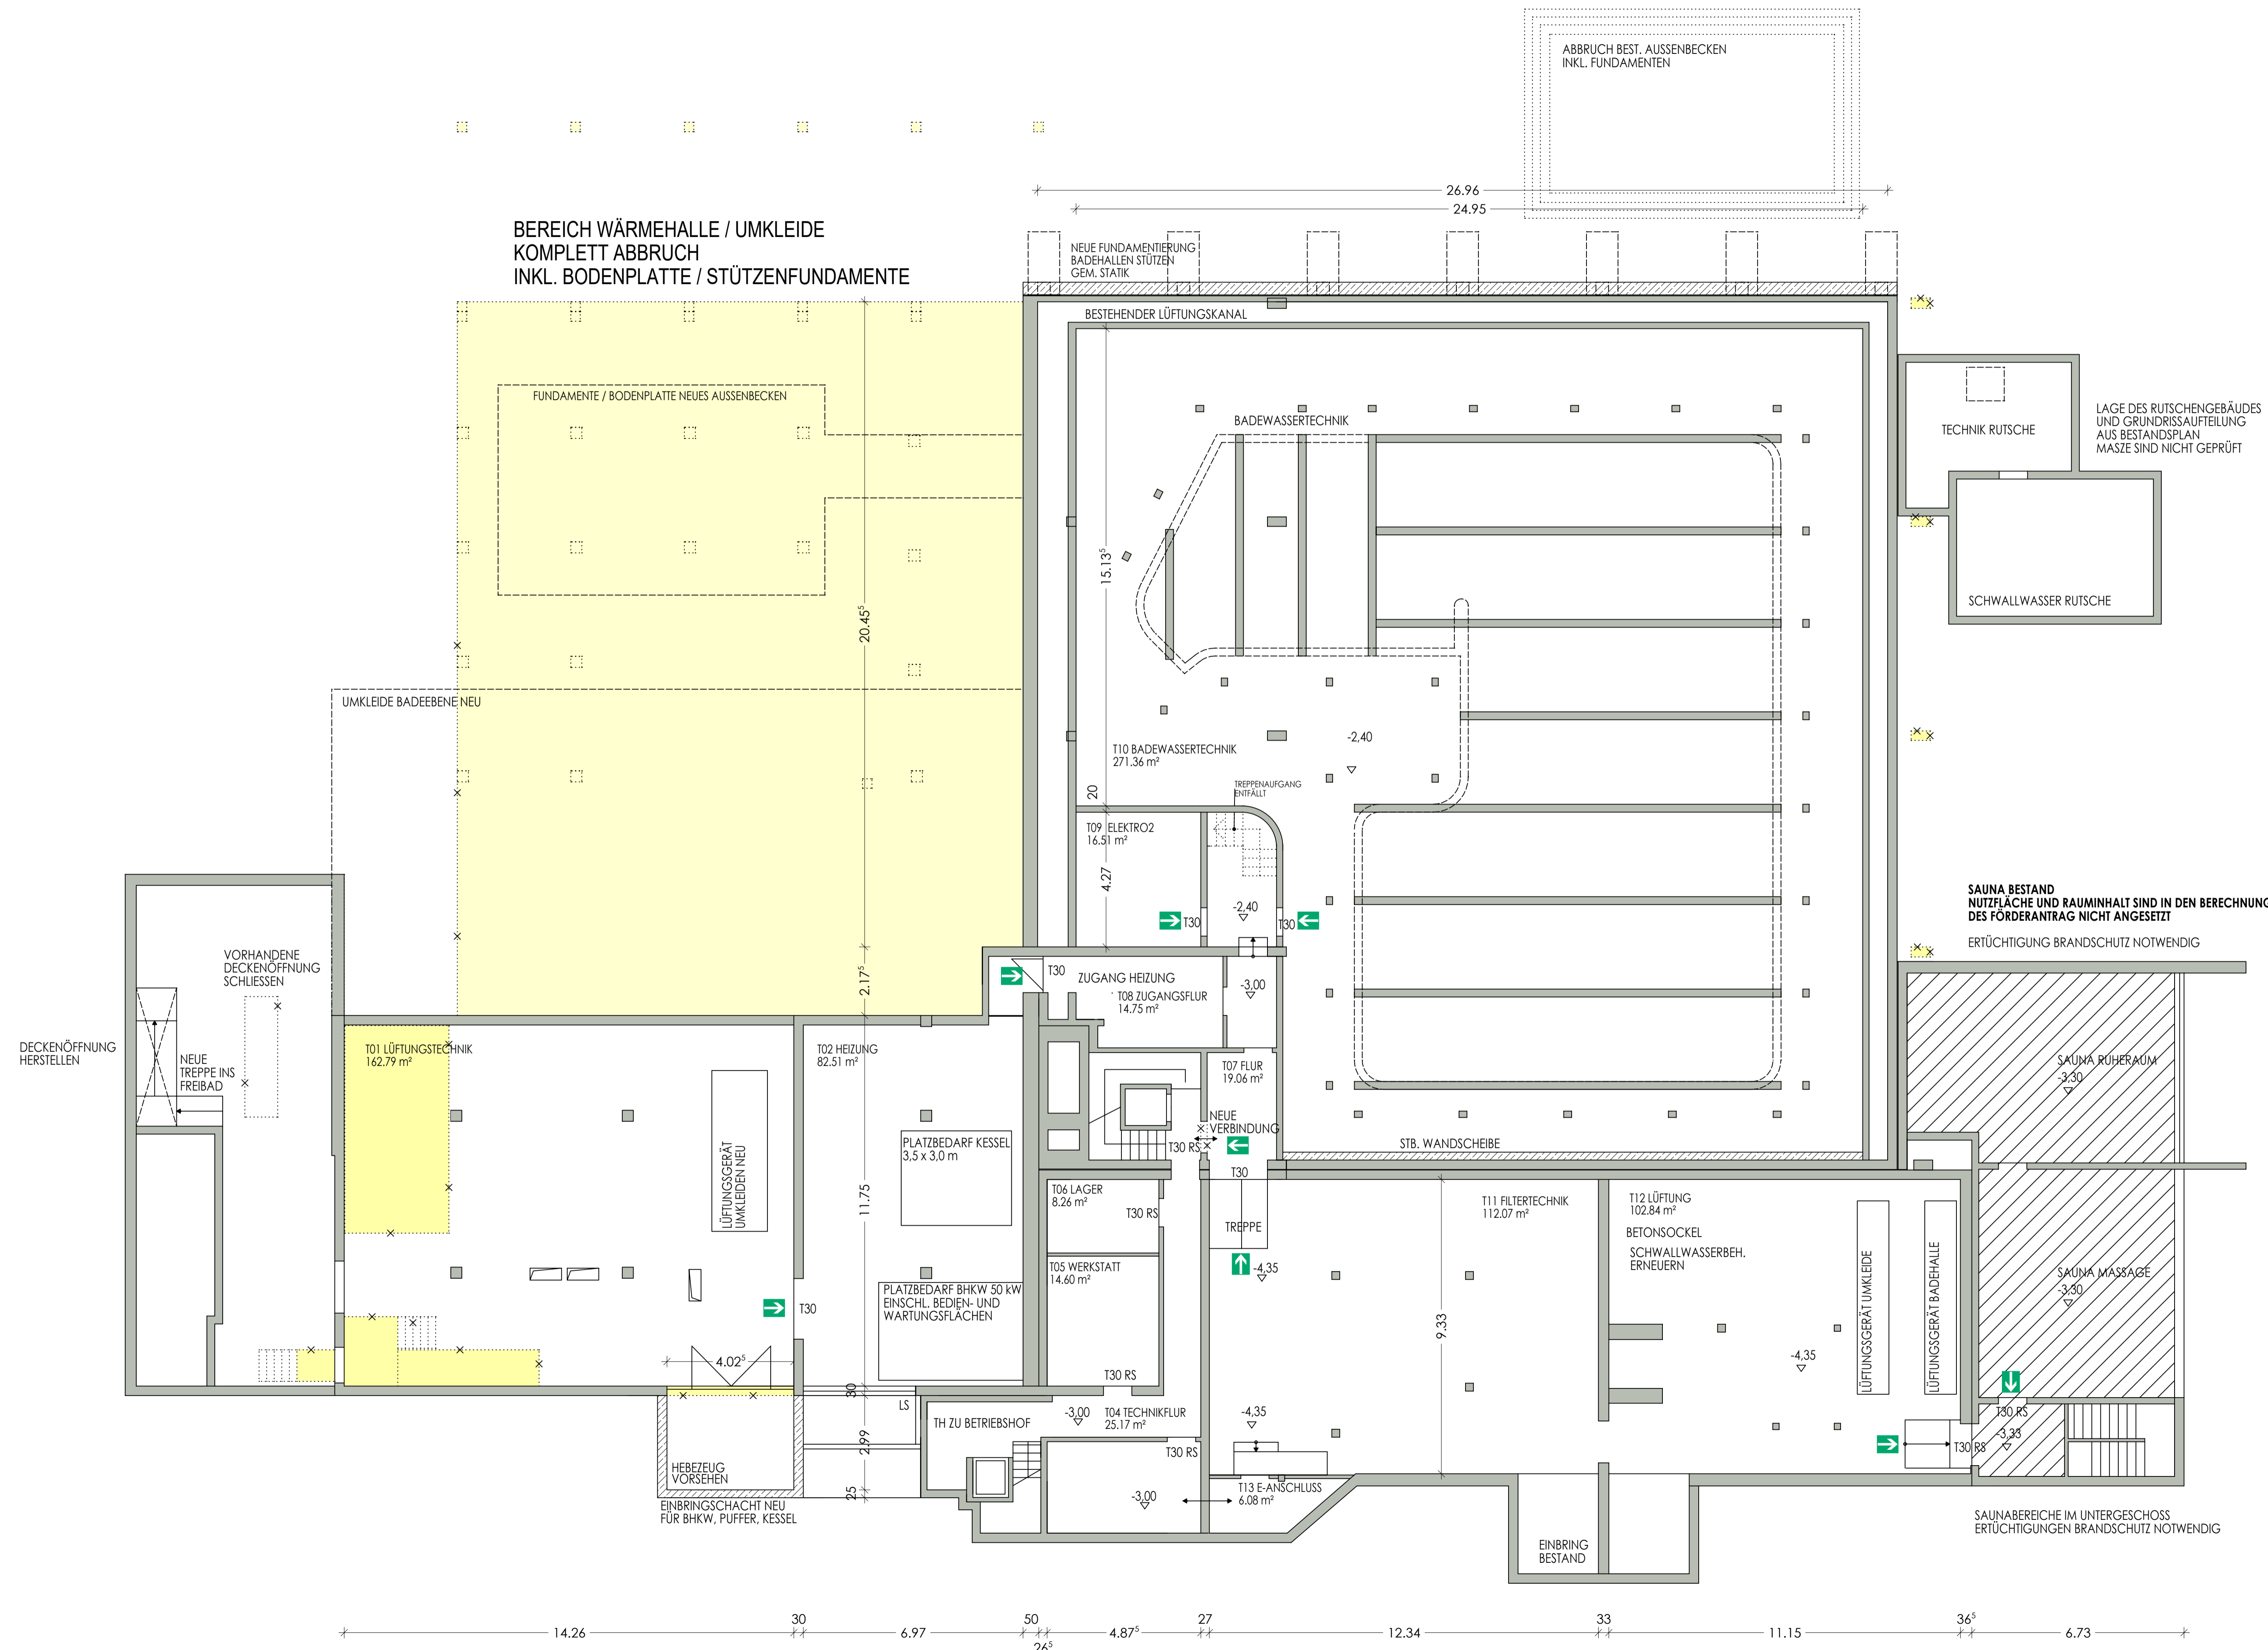 ABBRUCH BEST. AUSSENBECKEN
INKL. FUNDAMENTEN
26.96
24.95
BEREICH WÄRMEHALLE / UMKLEIDE
KOMPLETT ABBRUCH
INKL. BODENPLATTE / STÜTZENFUNDAMENTE
NEUE FUNDAMENTIERUNG
BADEHALLEN STÜTZEN
GEM. STATIK
BESTEHENDER LÜFTUNGSKANAL
FUNDAMENTE / BODENPLATTE NEUES AUSSENBECKEN
BADEWASSERTECHNIK
TECHNIK RUTSCHE
LAGE DES RUTSCHENGEBÄUDES
UND GRUNDRISSAUFTEILUNG
AUS BESTANDSPLAN
MASZE SIND NICHT GEPRÜFT
SCHWALLWASSER RUTSCHE
15.13⁵
20.45⁵
UMKLEIDE BADEEBENE NEU
T10 BADEWASSERTECHNIK
271.36 m²
-2,40
20
TREPPENAUFGANG
ENTFÄLLT
T09 ELEKTRO2
16.51 m²
4.27
-2,40
T30
T30
SAUNA BESTAND
NUTZFLÄCHE UND RAUMINHALT SIND IN DEN BERECHNUNG
DES FÖRDERANTRAG NICHT ANGESETZT
ERTÜCHTIGUNG BRANDSCHUTZ NOTWENDIG
VORHANDENE
DECKENÖFFNUNG
SCHLIESSEN
2.17⁵
T30
ZUGANG HEIZUNG
T08 ZUGANGSFLUR
14.75 m²
-3,00
DECKENÖFFNUNG
HERSTELLEN
NEUE
TREPPE INS
FREIBAD
T01 LÜFTUNGSTECHNIK
162.79 m²
T02 HEIZUNG
82.51 m²
T07 FLUR
19.06 m²
SAUNA RUHERAUM
-3,30
NEUE
VERBINDUNG
T30 RS
T30
STB. WANDSCHEIBE
LÜFTUNGSGERÄT
UMKLEIDEN NEU
PLATZBEDARF KESSEL
3,5 x 3,0 m
11.75
T06 LAGER
8.26 m²
T30 RS
TREPPE
T11 FILTERTECHNIK
112.07 m²
T12 LÜFTUNG
102.84 m²
BETONSOCKEL
SCHWALLWASSERBEH.
ERNEUERN
T05 WERKSTATT
14.60 m²
-4,35
SAUNA MASSAGE
-3,30
PLATZBEDARF BHKW 50 kW
EINSCHL. BEDIEN- UND
WARTUNGSFLÄCHEN
T30
9.33
-4,35
LÜFTUNGSGERÄT UMKLEIDE
LÜFTUNGSGERÄT BADEHALLE
4.02⁵
T30 RS
30
LS
TH ZU BETRIEBSHOF
-3,00
T04 TECHNIKFLUR
25.17 m²
-4,35
T30 RS
-3,33
T30 RS
T30 RS
2.99
HEBEZEUG
VORSEHEN
25
-3,00
T13 E-ANSCHLUSS
6.08 m²
EINBRINGSCHACHT NEU
FÜR BHKW, PUFFER, KESSEL
SAUNABEREICHE IM UNTERGESCHOSS
ERTÜCHTIGUNGEN BRANDSCHUTZ NOTWENDIG
EINBRING
BESTAND
14.26
30
6.97
50
26⁵
4.87⁵
27
12.34
33
11.15
36⁵
6.73